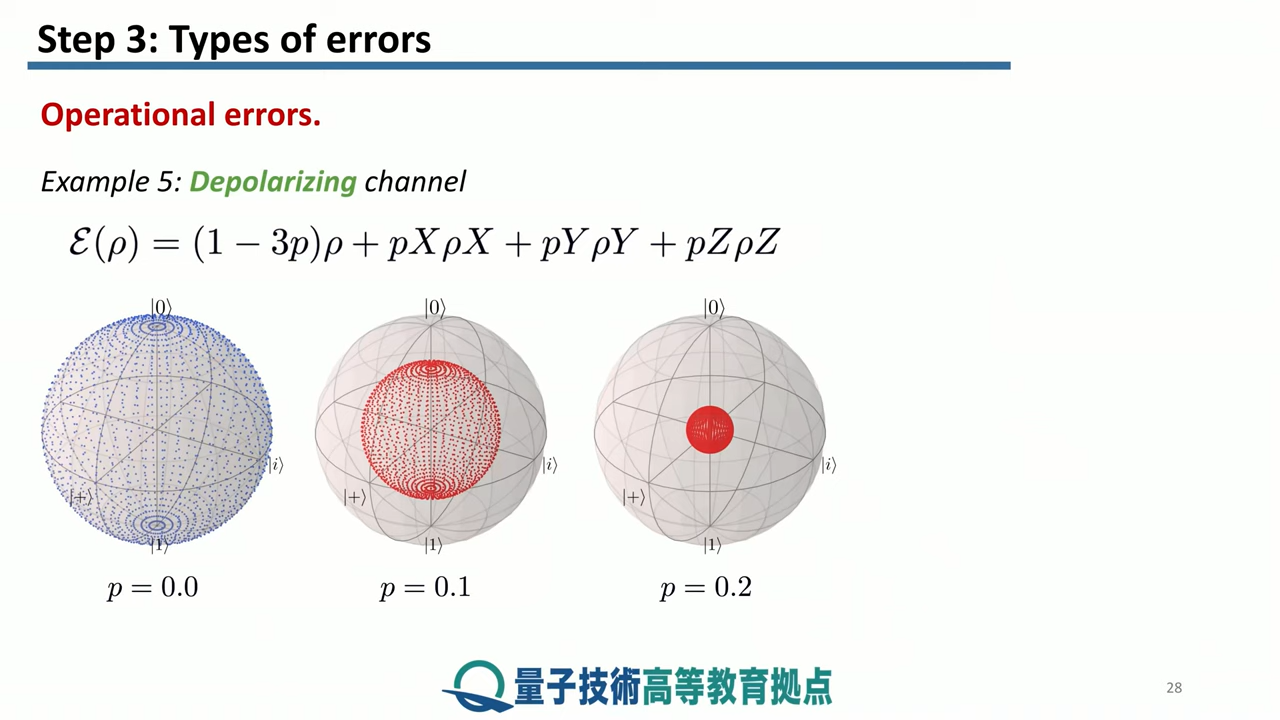 Step 3: Types of errors
Operational errors.
Example 5: Depolarizing channel
ℰ(ρ) = (1 − 3p)ρ + pXρX + pYρY + pZρZ
|0⟩ |0⟩ |0⟩
|i⟩ |i⟩ |i⟩
|+⟩ |+⟩ |+⟩
|1⟩ |1⟩ |1⟩
p = 0.0 p = 0.1 p = 0.2
量子技術高等教育拠点
28